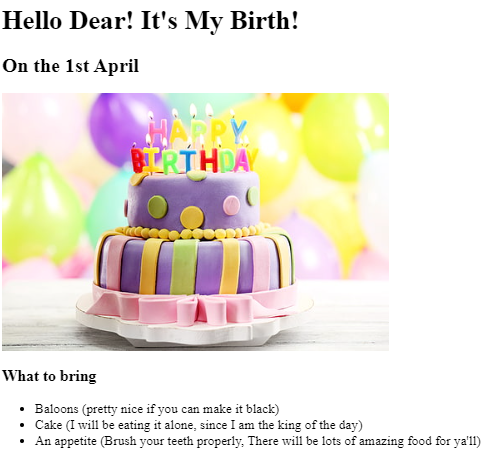 Hello Dear! It's My Birth!
On the 1st April
HAPPY
BIRTHDAY
What to bring
Baloons (pretty nice if you can make it black)
Cake (I will be eating it alone, since I am the king of the day)
An appetite (Brush your teeth properly, There will be lots of amazing food for ya'll)